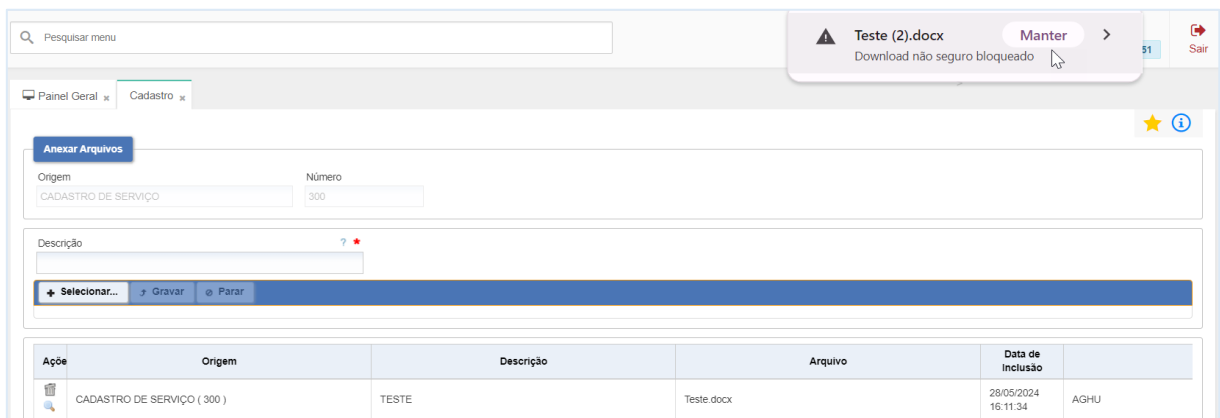 Pesquisar menu
Teste (2).docx
Manter
Download não seguro bloqueado
51
Sair
Painel Geral
Cadastro
Anexar Arquivos
Origem
Número
CADASTRO DE SERVIÇO
300
Descrição ? *
+ Selecionar... Gravar Parar
Açõe Origem Descrição Arquivo Data de Inclusão
CADASTRO DE SERVIÇO ( 300 ) TESTE Teste.docx 28/05/2024 16:11:34 AGHU